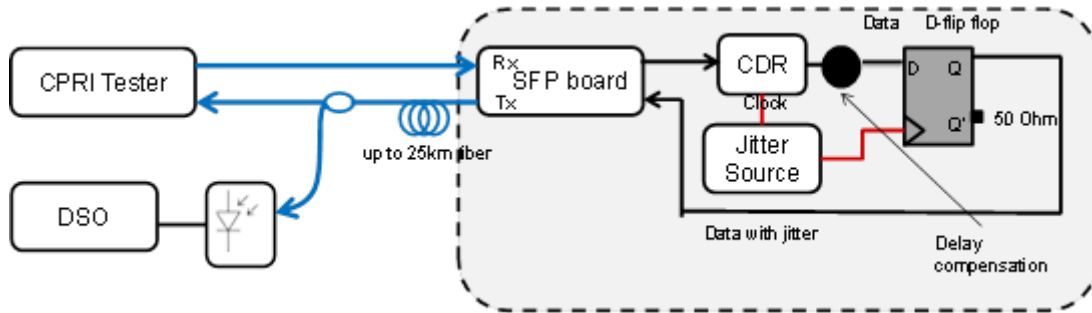 Data D-flip flop
CPRI Tester
Rx
SFP board
Tx
CDR
D Q
Clock
Q'
50 Ohm
up to 25km fiber
Jitter
Source
DSO
Data with jitter
Delay
compensation